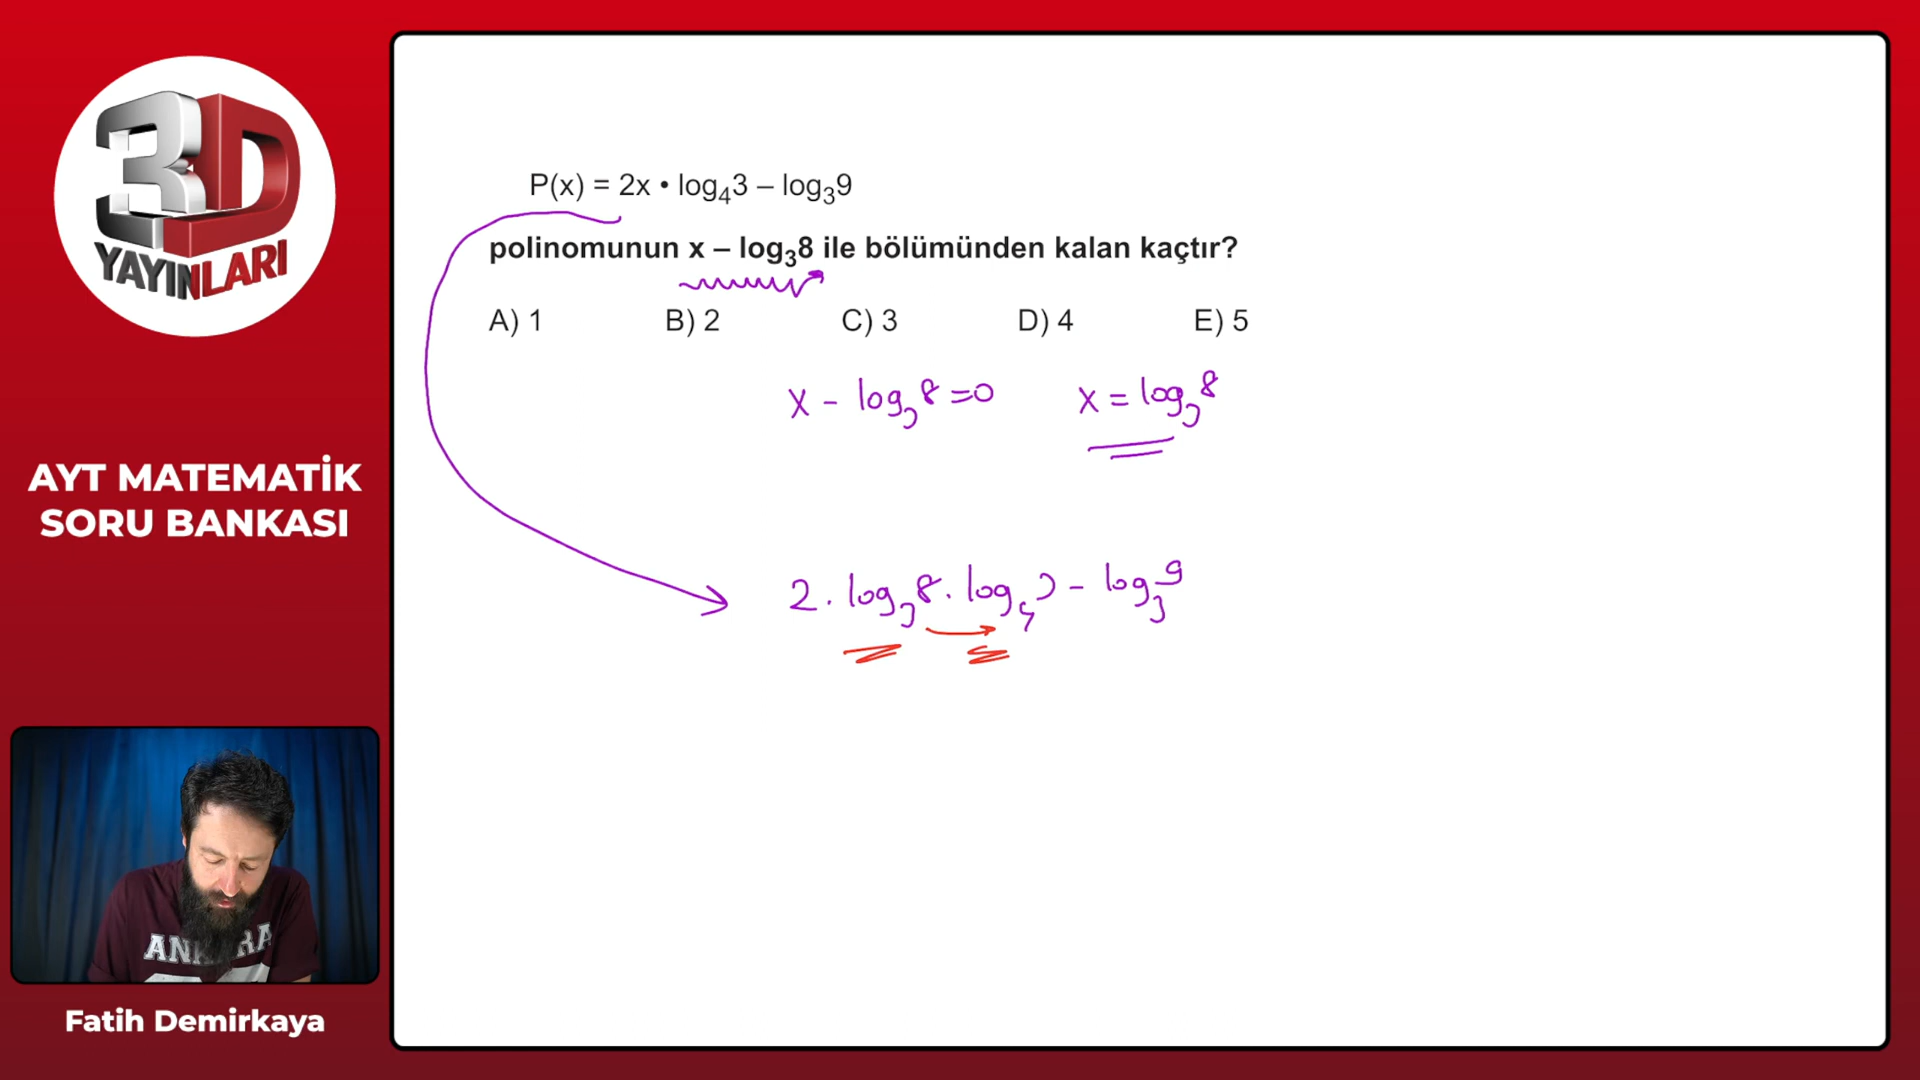 3D
YAYINLARI
AYT MATEMATİK
SORU BANKASI
P(x) = 2x • log₄3 – log₃9
polinomunun x – log₃8 ile bölümünden kalan kaçtır?
A) 1 B) 2 C) 3 D) 4 E) 5
x - log₃8 = 0 x = log₃8
2 . log₃8 . log₄3 - log₃9
ANKARA
Fatih Demirkaya